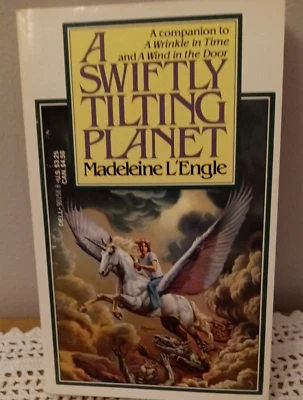 A companion to
A Wrinkle in Time
and A Wind in the Door
A
SWIFTLY
TILTING
PLANET
Madeleine L'Engle